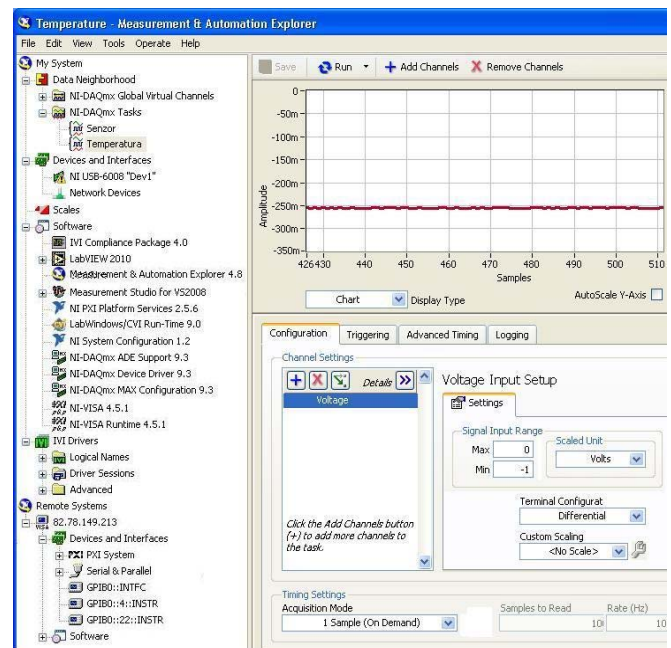 Temperature - Measurement & Automation Explorer
File Edit View Tools Operate Help
My System
Data Neighborhood
NI-DAQmx Global Virtual Channels
NI-DAQmx Tasks
Senzor
Temperatura
Devices and Interfaces
NI USB-6008 "Dev1"
Network Devices
Scales
Software
IVI Compliance Package 4.0
LabVIEW 2010
Measurement & Automation Explorer 4.8
Measurement Studio for VS2008
NI PXI Platform Services 2.5.6
LabWindows/CVI Run-Time 9.0
NI System Configuration 1.2
NI-DAQmx ADE Support 9.3
NI-DAQmx Device Driver 9.3
NI-DAQmx MAX Configuration 9.3
NI-VISA 4.5.1
NI-VISA Runtime 4.5.1
IVI Drivers
Logical Names
Driver Sessions
Advanced
Remote Systems
82.78.149.213
Devices and Interfaces
PXI PXI System
Serial & Parallel
GPIB0::INTFC
GPIB0::4::INSTR
GPIB0::22::INSTR
Software
Save Run Add Channels Remove Channels
0-
-50m-
-100m-
-150m-
-200m-
-250m-
-300m-
-350m-
Amplitude
426430 440 450 460 470 480 490 500 510
Samples
Chart Display Type AutoScale Y-Axis
Configuration Triggering Advanced Timing Logging
Channel Settings
Details
Voltage
Click the Add Channels button
(+) to add more channels to
the task.
Voltage Input Setup
Settings
Signal Input Range
Max 0
Min -1
Scaled Unit
Volts
Terminal Configurat
Differential
Custom Scaling
<No Scale>
Timing Settings
Acquisition Mode Samples to Read Rate (Hz)
1 Sample (On Demand) 10 10